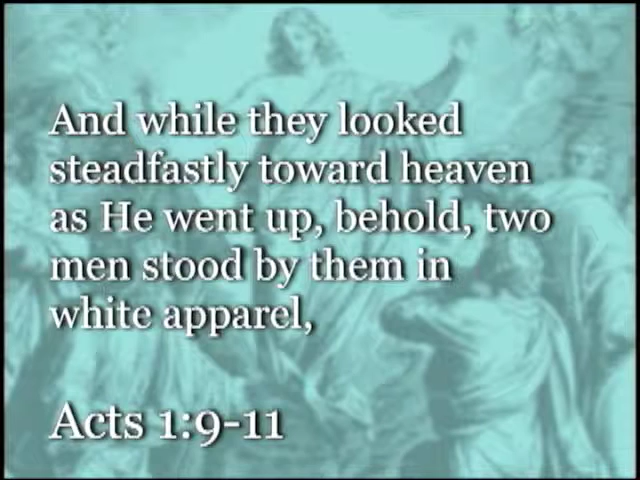 And while they looked
steadfastly toward heaven
as He went up, behold, two
men stood by them in
white apparel,
Acts 1:9-11